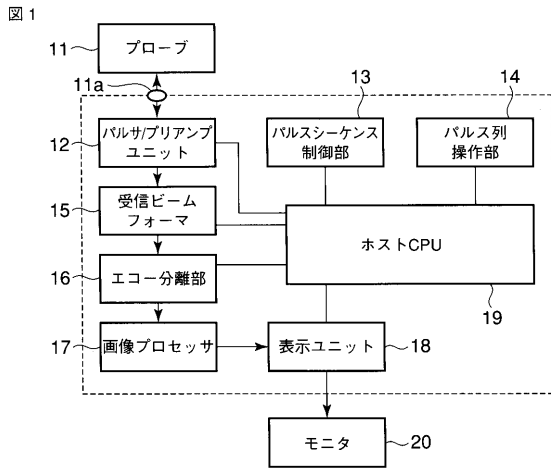 図1
11
プローブ
11a
13
14
12
パルサ/プリアンプ
ユニット
パルスシーケンス
制御部
パルス列
操作部
15
受信ビーム
フォーマ
ホストCPU
16
エコー分離部
19
17
画像プロセッサ
表示ユニット
18
モニタ
20